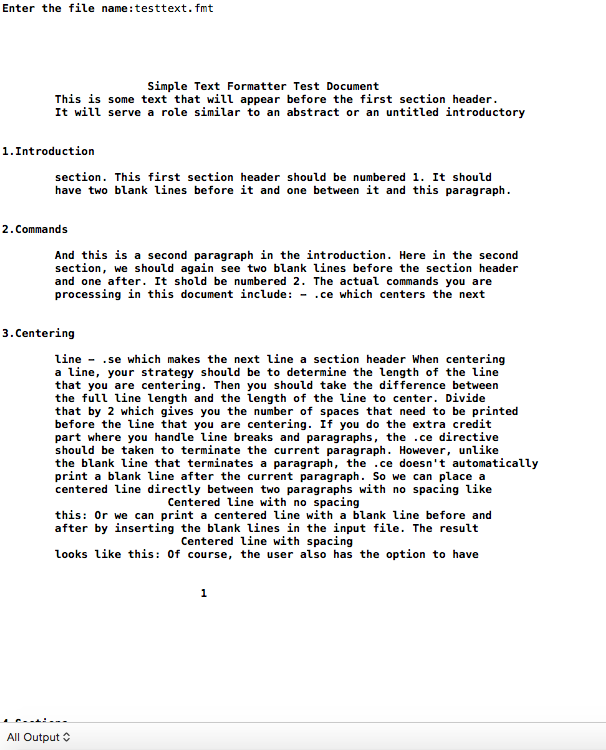 Enter the file name:testtext.fmt
Simple Text Formatter Test Document
This is some text that will appear before the first section header.
It will serve a role similar to an abstract or an untitled introductory
1.Introduction
section. This first section header should be numbered 1. It should
have two blank lines before it and one between it and this paragraph.
2.Commands
And this is a second paragraph in the introduction. Here in the second
section, we should again see two blank lines before the section header
and one after. It shold be numbered 2. The actual commands you are
processing in this document include: – .ce which centers the next
3.Centering
line – .se which makes the next line a section header When centering
a line, your strategy should be to determine the length of the line
that you are centering. Then you should take the difference between
the full line length and the length of the line to center. Divide
that by 2 which gives you the number of spaces that need to be printed
before the line that you are centering. If you do the extra credit
part where you handle line breaks and paragraphs, the .ce directive
should be taken to terminate the current paragraph. However, unlike
the blank line that terminates a paragraph, the .ce doesn't automatically
print a blank line after the current paragraph. So we can place a
centered line directly between two paragraphs with no spacing like
Centered line with no spacing
this: Or we can print a centered line with a blank line before and
after by inserting the blank lines in the input file. The result
Centered line with spacing
looks like this: Of course, the user also has the option to have
1
All Output